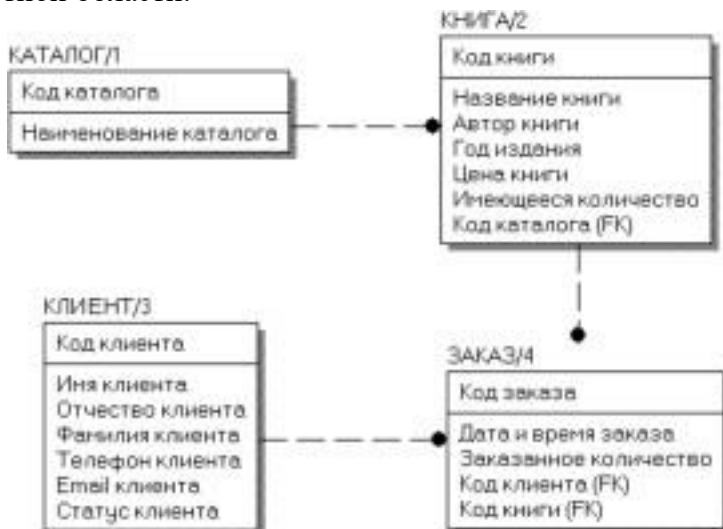 КАТАЛОГ/1
Код каталога
Наименование каталога
КНИГА/2
Код книги
Название книги
Автор книги
Год издания
Цена книги
Имеющееся количество
Код каталога (FK)
КЛИЕНТ/3
Код клиента
Имя клиента
Отчество клиента
Фамилия клиента
Телефон клиента
Email клиента
Статус клиента
ЗАКАЗ/4
Код заказа
Дата и время заказа
Заказанное количество
Код клиента (FK)
Код книги (FK)